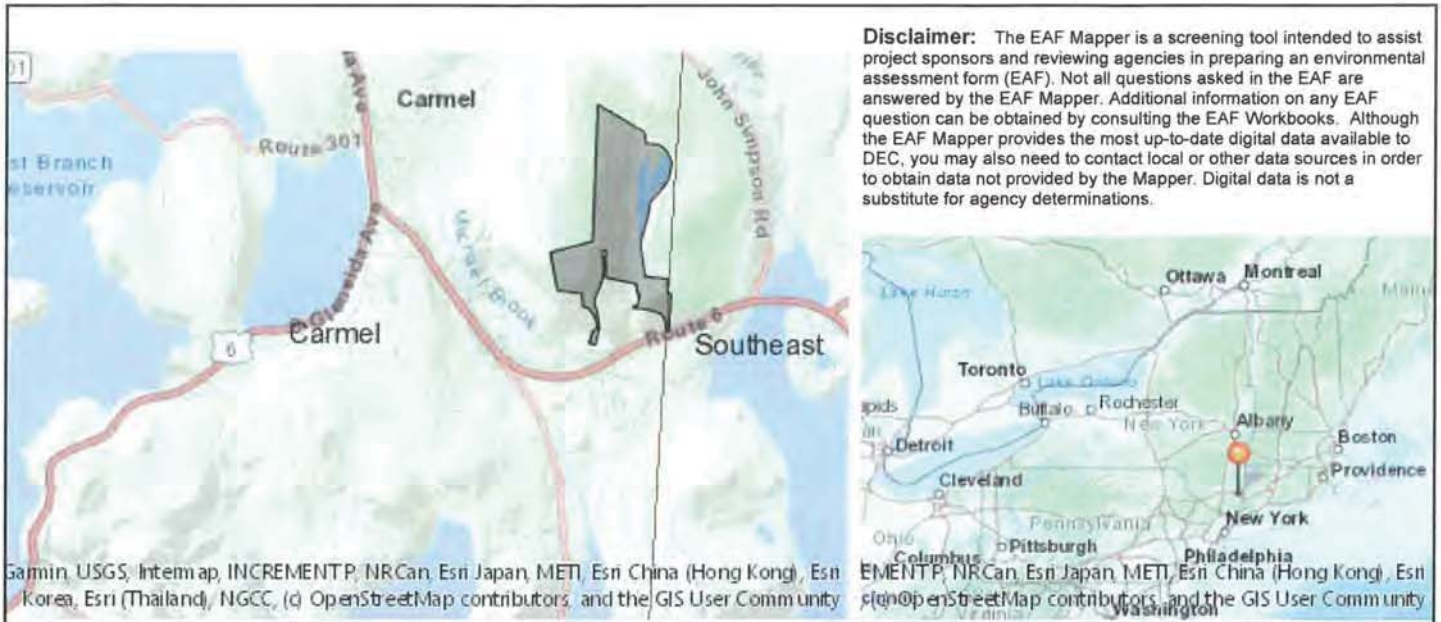 Disclaimer: The EAF Mapper is a screening tool intended to assist
project sponsors and reviewing agencies in preparing an environmental
assessment form (EAF). Not all questions asked in the EAF are
answered by the EAF Mapper. Additional information on any EAF
question can be obtained by consulting the EAF Workbooks. Although
the EAF Mapper provides the most up-to-date digital data available to
DEC, you may also need to contact local or other data sources in order
to obtain data not provided by the Mapper. Digital data is not a
substitute for agency determinations.
01
Carmel
Route 301
st Branch
eservoir
John Simpson Rd
Gleneida Ave
Brook
6
Carmel
Route 6
Southeast
Garmin, USGS, Intermap, INCREMENT P, NRCan, Esri Japan, METI, Esri China (Hong Kong), Esri
Korea, Esri (Thailand), NGCC, (c) OpenStreetMap contributors, and the GIS User Community
Ottawa
Montreal
Lake Huron
Toronto
Lake Ontario
apids
Buffalo
Rochester
New York
Albany
Boston
Detroit
Providence
Cleveland
Pennsylvania
New York
Ohio
Columbus
Pittsburgh
Philadelphia
EMENT P, NRCan, Esri Japan, METI, Esri China (Hong Kong), Esri
OpenStreetMap contributors, and the GIS User Community
Washington